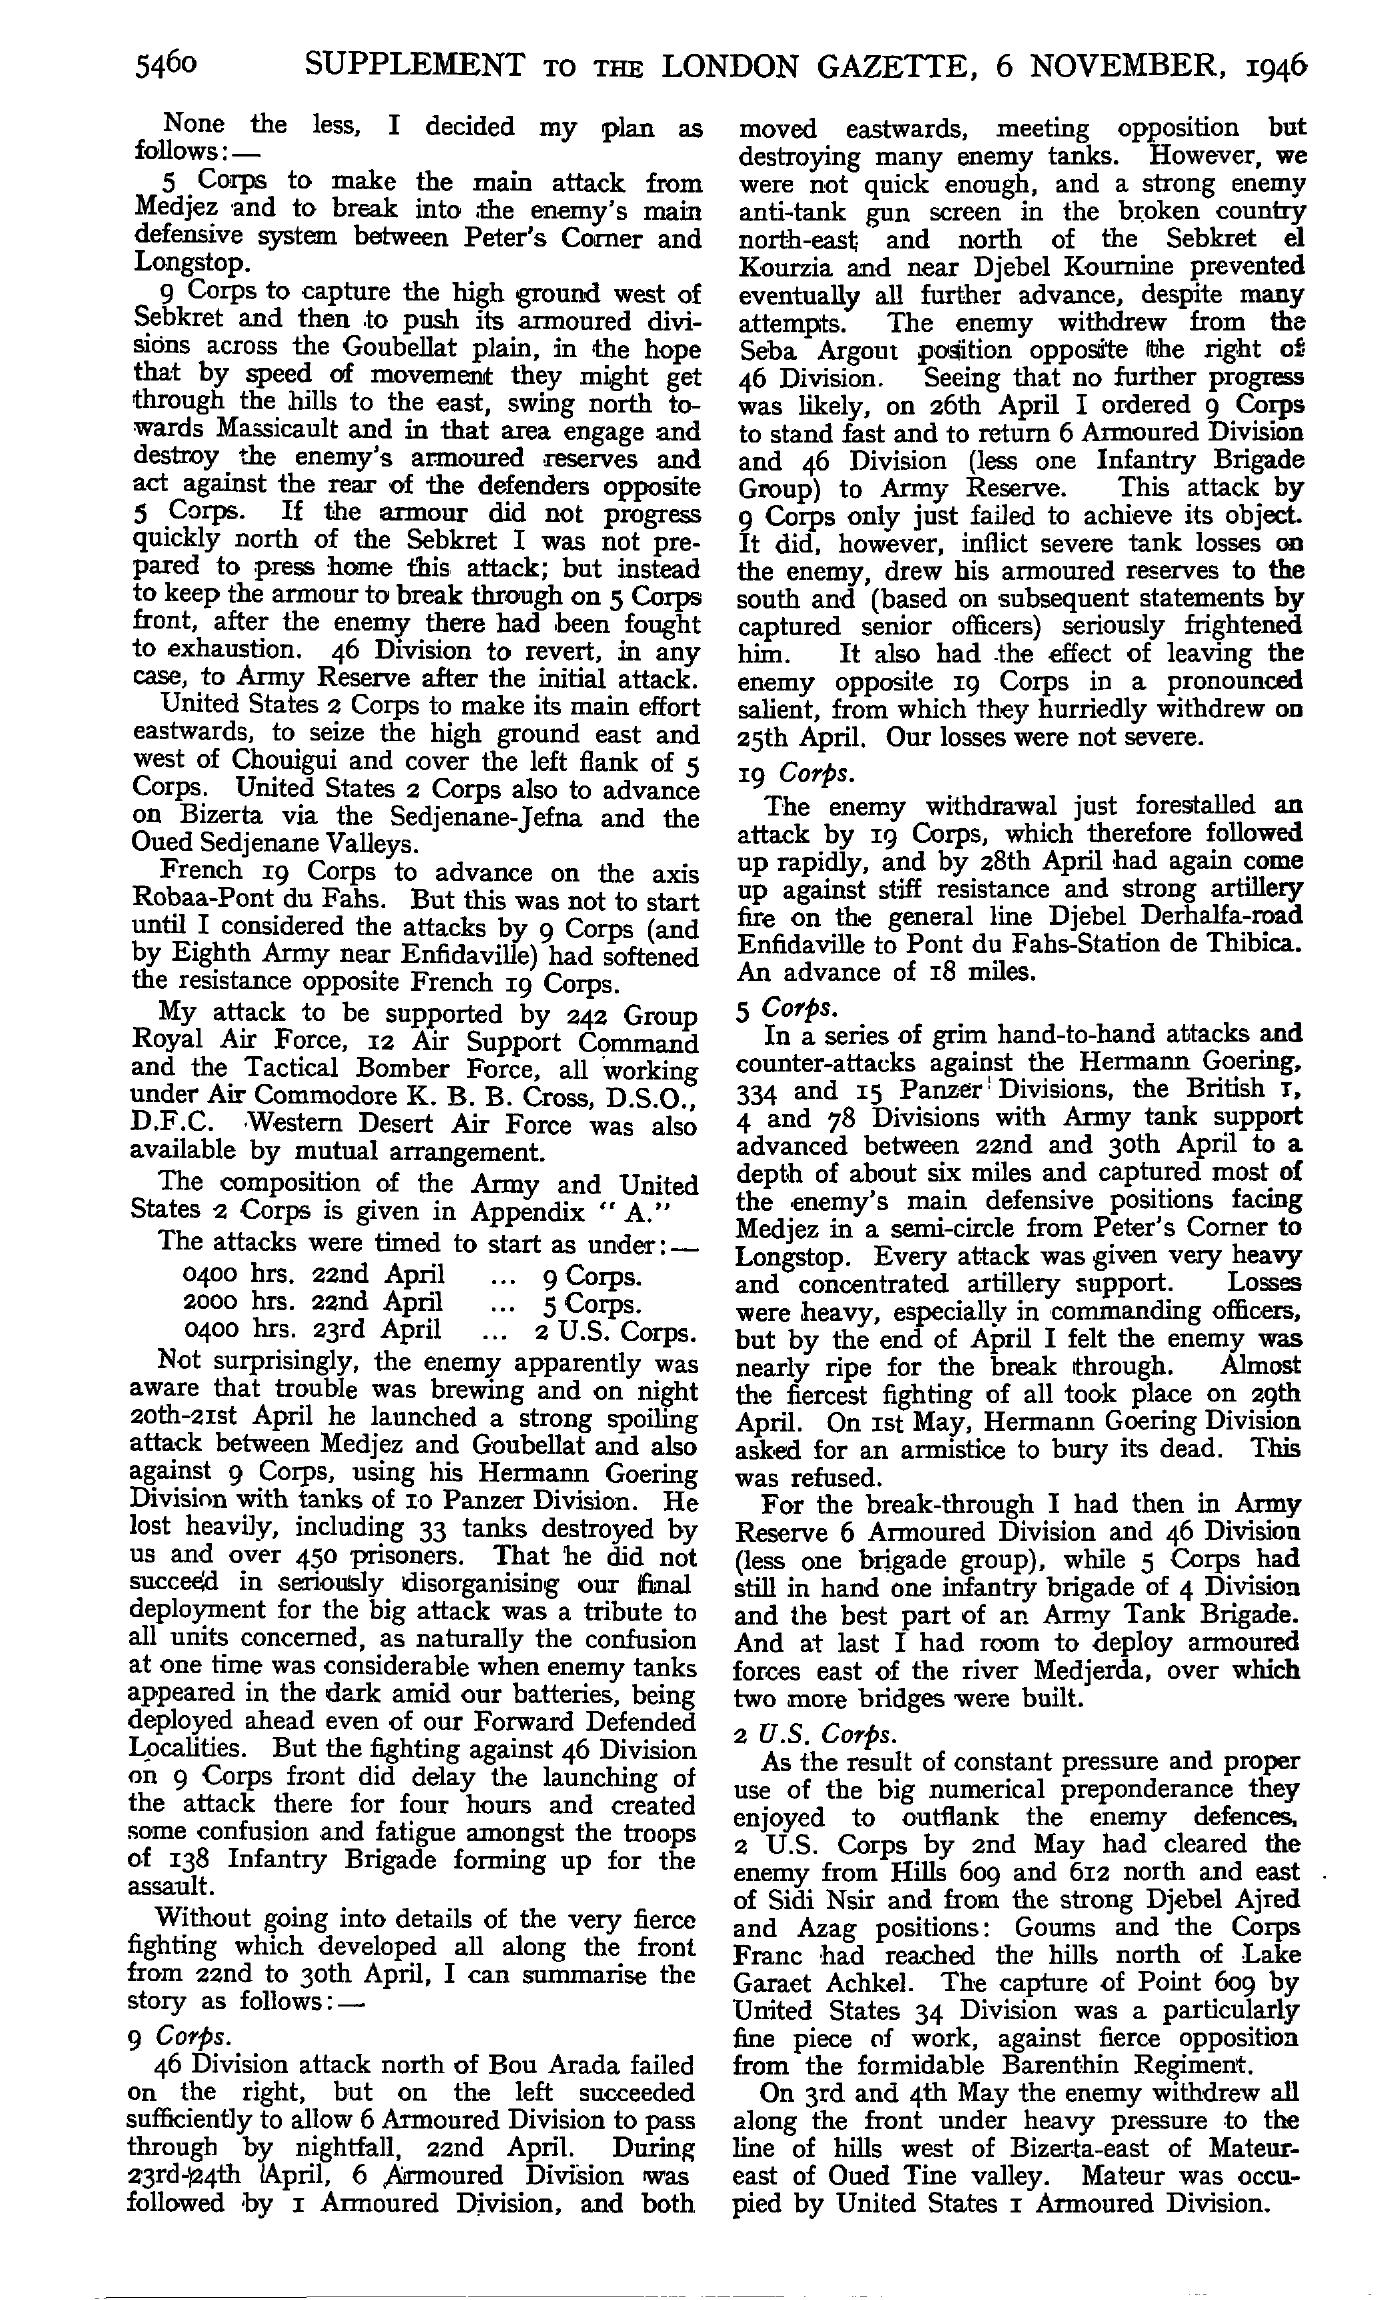 5460 SUPPLEMENT TO THE LONDON GAZETTE, 6 NOVEMBER, 1946
None the less, I decided my plan as
follows:—
5 Corps to make the main attack from
Medjez and to break into the enemy's main
defensive system between Peter's Corner and
Longstop.
9 Corps to capture the high ground west of
Sebkret and then to push its armoured divi-
sions across the Goubellat plain, in the hope
that by speed of movement they might get
through the hills to the east, swing north to-
wards Massicault and in that area engage and
destroy the enemy's armoured reserves and
act against the rear of the defenders opposite
5 Corps. If the armour did not progress
quickly north of the Sebkret I was not pre-
pared to press home this attack; but instead
to keep the armour to break through on 5 Corps
front, after the enemy there had been fought
to exhaustion. 46 Division to revert, in any
case, to Army Reserve after the initial attack.
United States 2 Corps to make its main effort
eastwards, to seize the high ground east and
west of Chouigui and cover the left flank of 5
Corps. United States 2 Corps also to advance
on Bizerta via the Sedjenane-Jefna and the
Oued Sedjenane Valleys.
French 19 Corps to advance on the axis
Robaa-Pont du Fahs. But this was not to start
until I considered the attacks by 9 Corps (and
by Eighth Army near Enfidaville) had softened
the resistance opposite French 19 Corps.
My attack to be supported by 242 Group
Royal Air Force, 12 Air Support Command
and the Tactical Bomber Force, all working
under Air Commodore K. B. B. Cross, D.S.O.,
D.F.C. Western Desert Air Force was also
available by mutual arrangement.
The composition of the Army and United
States 2 Corps is given in Appendix "A."
The attacks were timed to start as under:—
0400 hrs. 22nd April ... 9 Corps.
2000 hrs. 22nd April ... 5 Corps.
0400 hrs. 23rd April ... 2 U.S. Corps.
Not surprisingly, the enemy apparently was
aware that trouble was brewing and on night
20th-21st April he launched a strong spoiling
attack between Medjez and Goubellat and also
against 9 Corps, using his Hermann Goering
Division with tanks of 10 Panzer Division. He
lost heavily, including 33 tanks destroyed by
us and over 450 prisoners. That he did not
succeed in seriously disorganising our final
deployment for the big attack was a tribute to
all units concerned, as naturally the confusion
at one time was considerable when enemy tanks
appeared in the dark amid our batteries, being
deployed ahead even of our Forward Defended
Localities. But the fighting against 46 Division
on 9 Corps front did delay the launching of
the attack there for four hours and created
some confusion and fatigue amongst the troops
of 138 Infantry Brigade forming up for the
assault.
Without going into details of the very fierce
fighting which developed all along the front
from 22nd to 30th April, I can summarise the
story as follows:—
9 Corps.
46 Division attack north of Bou Arada failed
on the right, but on the left succeeded
sufficiently to allow 6 Armoured Division to pass
through by nightfall, 22nd April. During
23rd-24th April, 6 Armoured Division was
followed by 1 Armoured Division, and both
moved eastwards, meeting opposition but
destroying many enemy tanks. However, we
were not quick enough, and a strong enemy
anti-tank gun screen in the broken country
north-east and north of the Sebkret el
Kourzia and near Djebel Kournine prevented
eventually all further advance, despite many
attempts. The enemy withdrew from the
Seba Argout position opposite the right of
46 Division. Seeing that no further progress
was likely, on 26th April I ordered 9 Corps
to stand fast and to return 6 Armoured Division
and 46 Division (less one Infantry Brigade
Group) to Army Reserve. This attack by
9 Corps only just failed to achieve its object.
It did, however, inflict severe tank losses on
the enemy, drew his armoured reserves to the
south and (based on subsequent statements by
captured senior officers) seriously frightened
him. It also had the effect of leaving the
enemy opposite 19 Corps in a pronounced
salient, from which they hurriedly withdrew on
25th April. Our losses were not severe.
19 Corps.
The enemy withdrawal just forestalled an
attack by 19 Corps, which therefore followed
up rapidly, and by 28th April had again come
up against stiff resistance and strong artillery
fire on the general line Djebel Derhalfa-road
Enfidaville to Pont du Fahs-Station de Thibica.
An advance of 18 miles.
5 Corps.
In a series of grim hand-to-hand attacks and
counter-attacks against the Hermann Goering,
334 and 15 Panzer Divisions, the British 1,
4 and 78 Divisions with Army tank support
advanced between 22nd and 30th April to a
depth of about six miles and captured most of
the enemy's main defensive positions facing
Medjez in a semi-circle from Peter's Corner to
Longstop. Every attack was given very heavy
and concentrated artillery support. Losses
were heavy, especially in commanding officers,
but by the end of April I felt the enemy was
nearly ripe for the break through. Almost
the fiercest fighting of all took place on 29th
April. On 1st May, Hermann Goering Division
asked for an armistice to bury its dead. This
was refused.
For the break-through I had then in Army
Reserve 6 Armoured Division and 46 Division
(less one brigade group), while 5 Corps had
still in hand one infantry brigade of 4 Division
and the best part of an Army Tank Brigade.
And at last I had room to deploy armoured
forces east of the river Medjerda, over which
two more bridges were built.
2 U.S. Corps.
As the result of constant pressure and proper
use of the big numerical preponderance they
enjoyed to outflank the enemy defences,
2 U.S. Corps by 2nd May had cleared the
enemy from Hills 609 and 612 north and east
of Sidi Nsir and from the strong Djebel Ajred
and Azag positions: Goums and the Corps
Franc had reached the hills north of Lake
Garaet Achkel. The capture of Point 609 by
United States 34 Division was a particularly
fine piece of work, against fierce opposition
from the formidable Barenthin Regiment.
On 3rd and 4th May the enemy withdrew all
along the front under heavy pressure to the
line of hills west of Bizerta-east of Mateur-
east of Oued Tine valley. Mateur was occu-
pied by United States 1 Armoured Division.